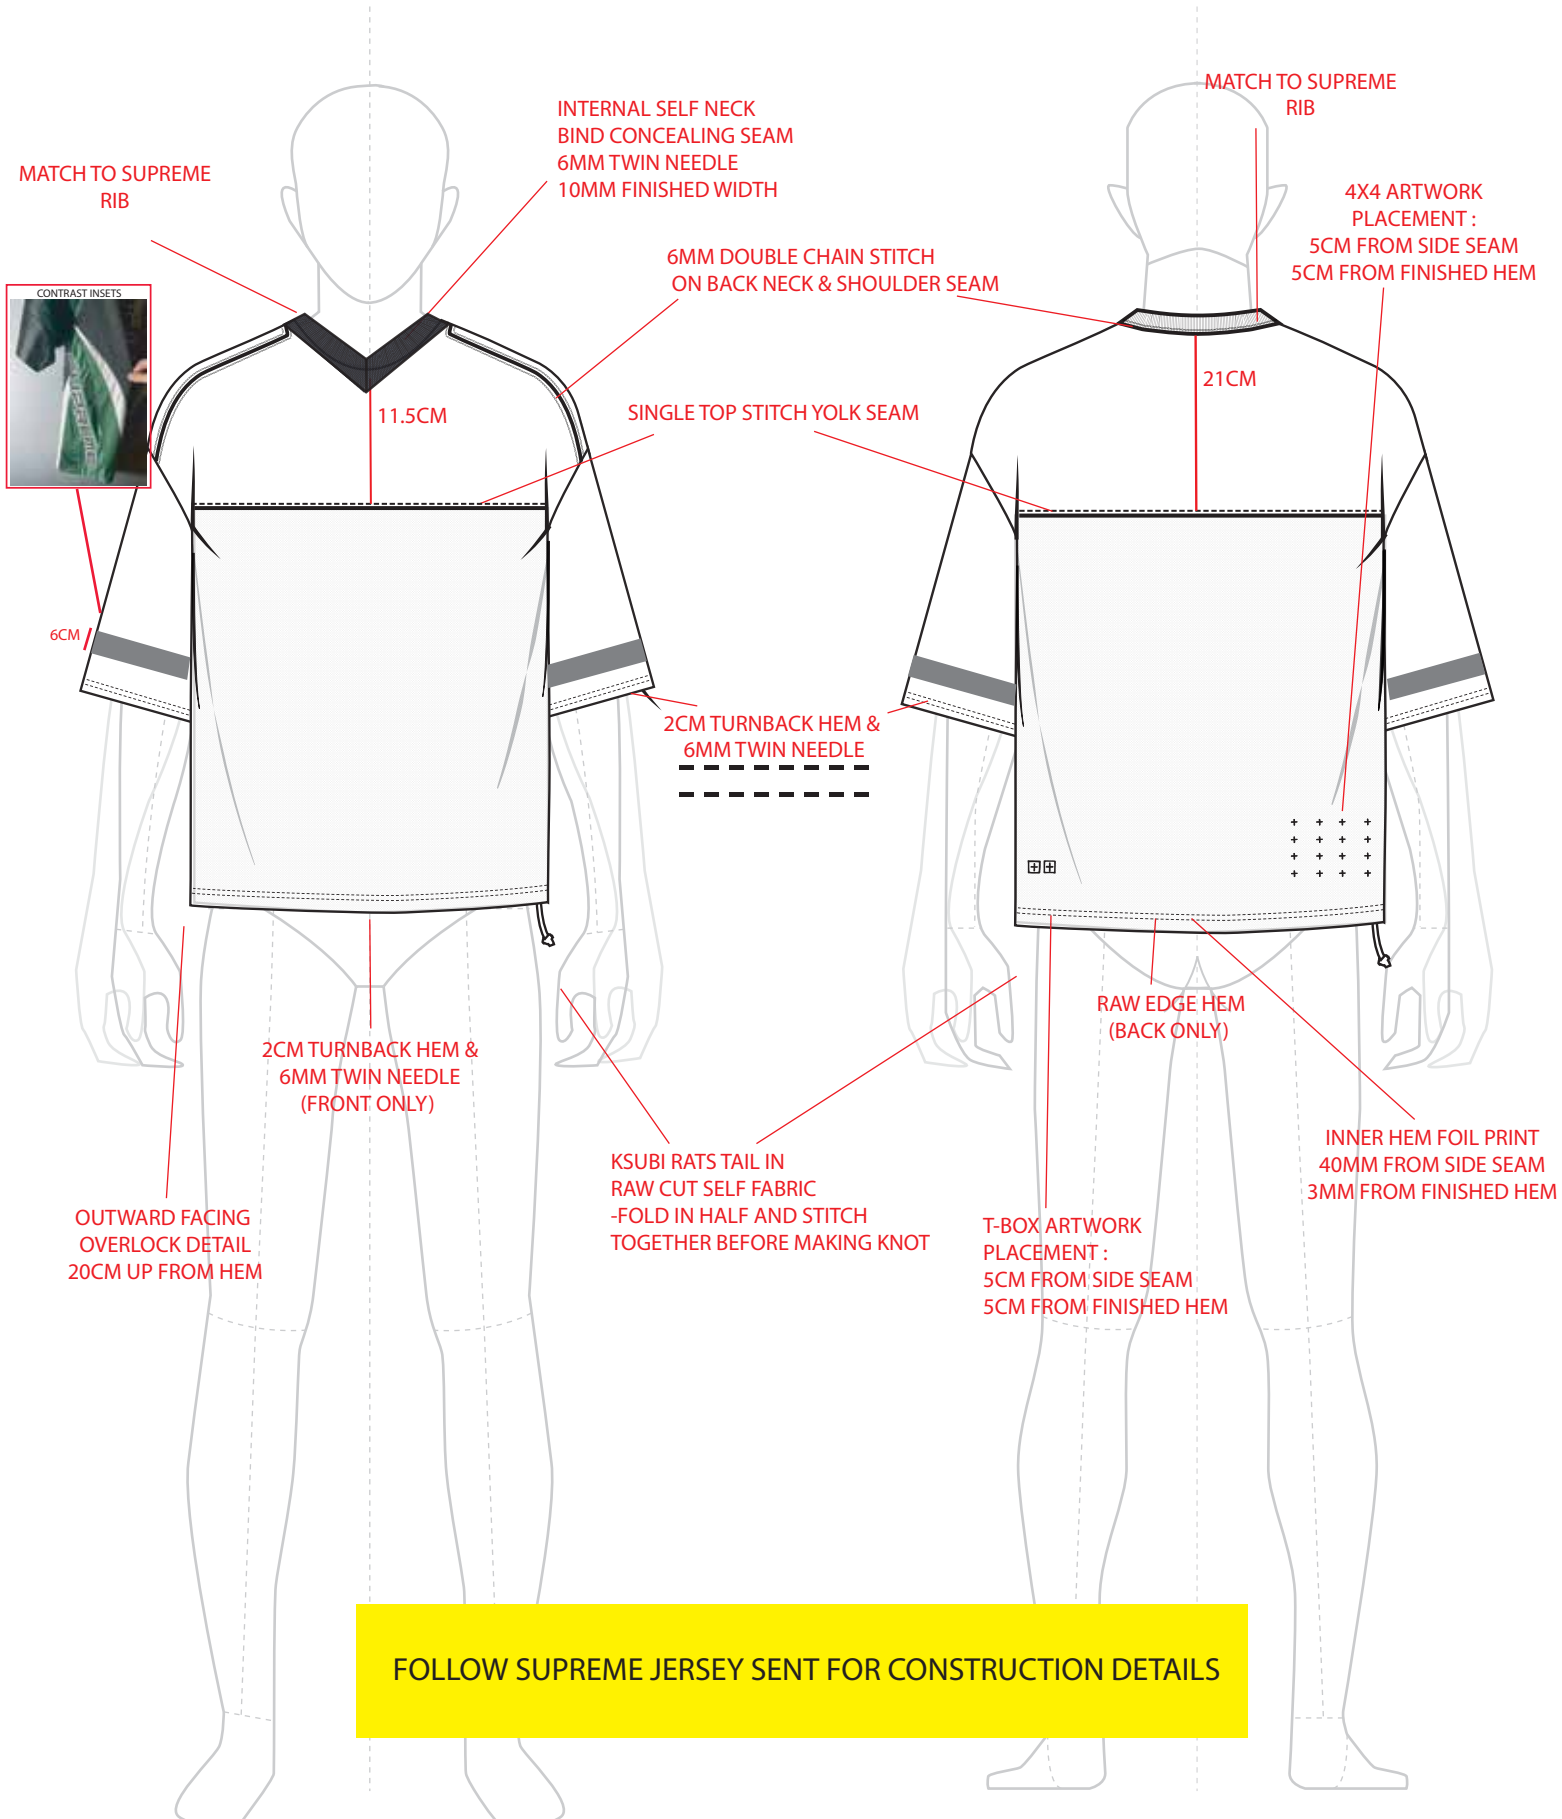 MATCH TO SUPREME
RIB
INTERNAL SELF NECK
BIND CONCEALING SEAM
6MM TWIN NEEDLE
10MM FINISHED WIDTH
MATCH TO SUPREME
RIB
4X4 ARTWORK
PLACEMENT :
5CM FROM SIDE SEAM
5CM FROM FINISHED HEM
6MM DOUBLE CHAIN STITCH
ON BACK NECK & SHOULDER SEAM
CONTRAST INSETS
11.5CM
21CM
SINGLE TOP STITCH YOLK SEAM
6CM
2CM TURNBACK HEM &
6MM TWIN NEEDLE
2CM TURNBACK HEM &
6MM TWIN NEEDLE
(FRONT ONLY)
RAW EDGE HEM
(BACK ONLY)
OUTWARD FACING
OVERLOCK DETAIL
20CM UP FROM HEM
KSUBI RATS TAIL IN
RAW CUT SELF FABRIC
-FOLD IN HALF AND STITCH
TOGETHER BEFORE MAKING KNOT
T-BOX ARTWORK
PLACEMENT :
5CM FROM SIDE SEAM
5CM FROM FINISHED HEM
INNER HEM FOIL PRINT
40MM FROM SIDE SEAM
3MM FROM FINISHED HEM
FOLLOW SUPREME JERSEY SENT FOR CONSTRUCTION DETAILS